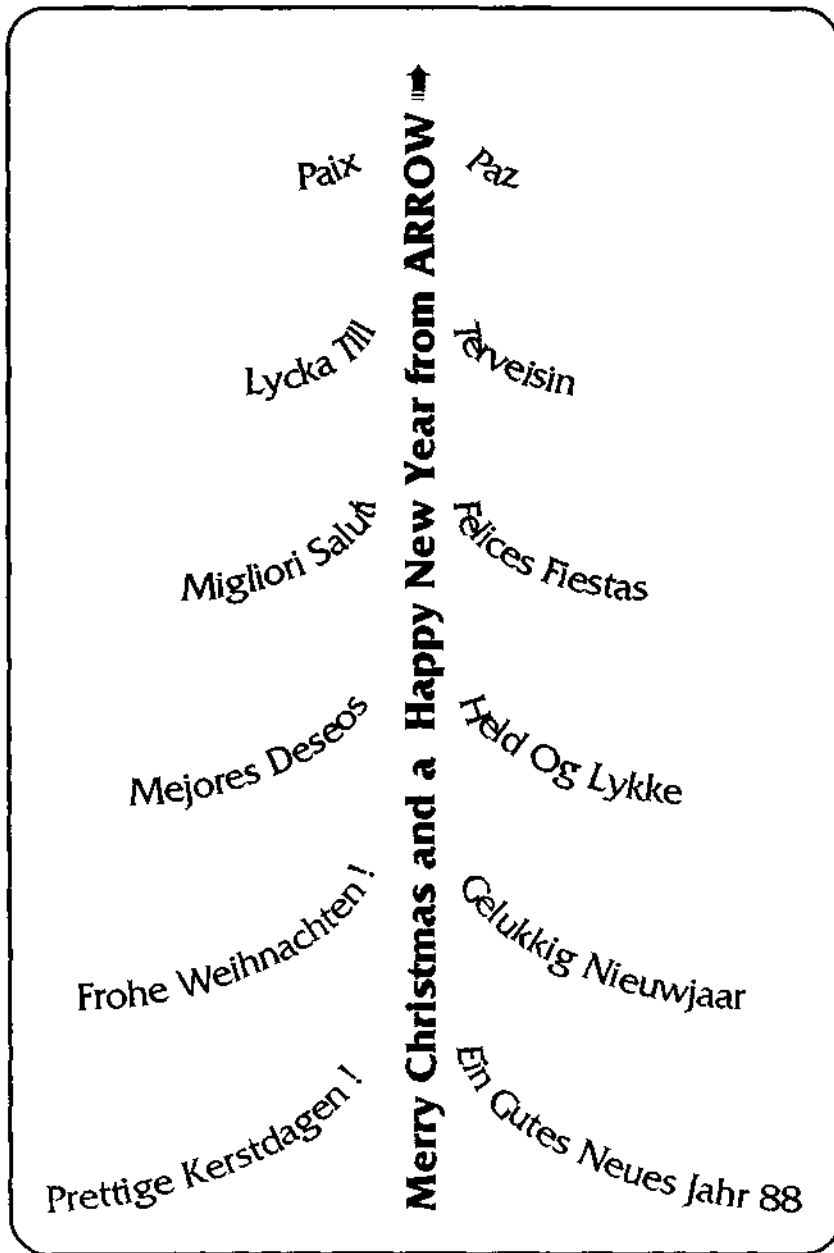 Paix
Paz
Lycka Till
Terveisin
Migliori Saluti
Felices Fiestas
Mejores Deseos
Held Og Lykke
Frohe Weihnachten !
Gelukkig Nieuwjaar
Prettige Kerstdagen !
Ein Gutes Neues Jahr 88
Merry Christmas and a Happy New Year from ARROW